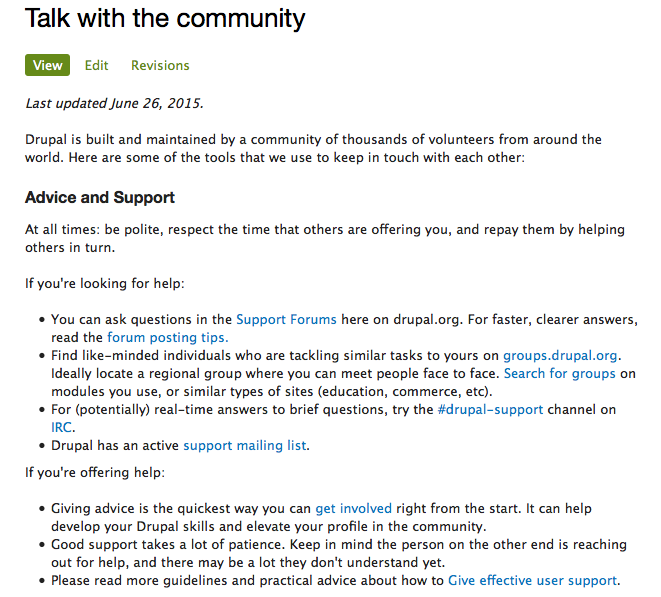 Talk with the community
View Edit Revisions
Last updated June 26, 2015.
Drupal is built and maintained by a community of thousands of volunteers from around the
world. Here are some of the tools that we use to keep in touch with each other:
Advice and Support
At all times: be polite, respect the time that others are offering you, and repay them by helping
others in turn.
If you're looking for help:
• You can ask questions in the Support Forums here on drupal.org. For faster, clearer answers,
read the forum posting tips.
• Find like-minded individuals who are tackling similar tasks to yours on groups.drupal.org.
Ideally locate a regional group where you can meet people face to face. Search for groups on
modules you use, or similar types of sites (education, commerce, etc).
• For (potentially) real-time answers to brief questions, try the #drupal-support channel on
IRC.
• Drupal has an active support mailing list.
If you're offering help:
• Giving advice is the quickest way you can get involved right from the start. It can help
develop your Drupal skills and elevate your profile in the community.
• Good support takes a lot of patience. Keep in mind the person on the other end is reaching
out for help, and there may be a lot they don't understand yet.
• Please read more guidelines and practical advice about how to Give effective user support.